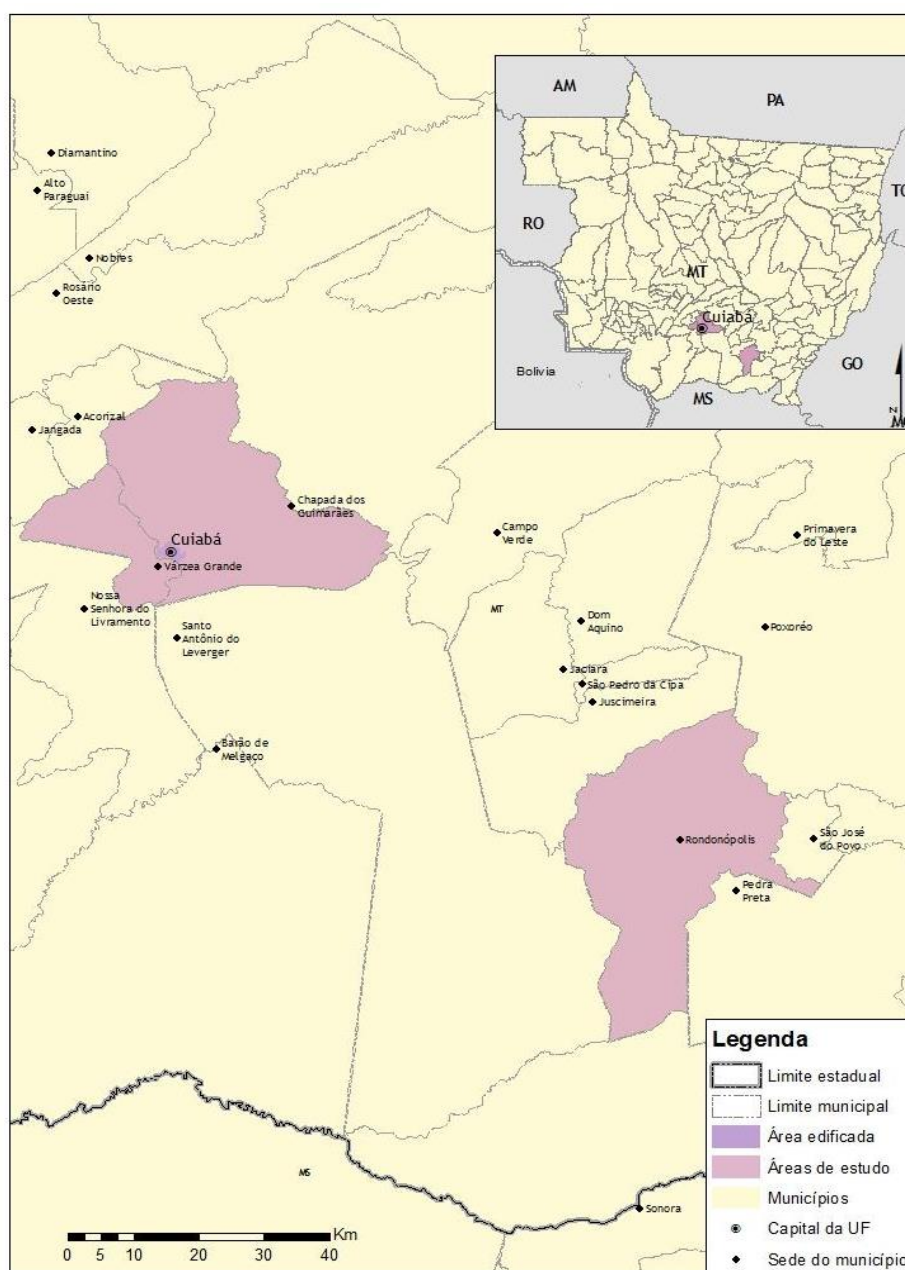 AM
PA
TO
RO
MT
Cuiabá
GO
Bolívia
MS
N
Diamantino
Alto
Paraguai
Nobres
Rosário
Oeste
Acorizal
Jangada
Chapada dos
Guimarães
Cuiabá
Várzea Grande
Nossa
Senhora do
Livramento
Santo
Antônio do
Leverger
Barão de
Melgaço
Campo
Verde
Primavera
do Leste
MT
Dom
Aquino
Poxoréo
Jaciara
São Pedro da Cipa
Juscimeira
Rondonópolis
São José
do Povo
Pedra
Preta
MS
Sonora
Km
0 5 10 20 30 40
Legenda
Limite estadual
Limite municipal
Área edificada
Áreas de estudo
Municípios
Capital da UF
Sede do município